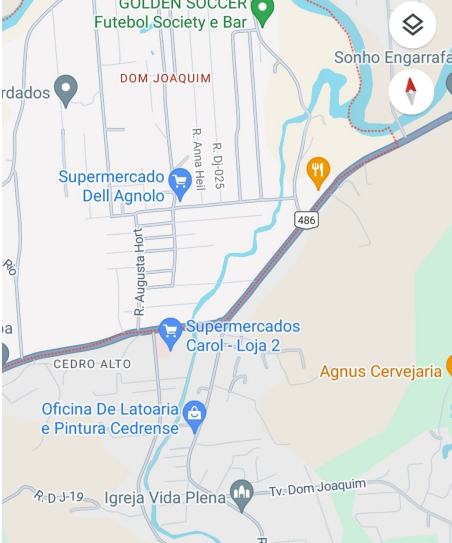 GOLDEN SOCCER
Futebol Society e Bar
Sonho Engarrafa
DOM JOAQUIM
rdados
R. Anna Heil
R. Dj-025
Supermercado
Dell Agnolo
486
R. Augusta Hort
Rio
Supermercados
Carol - Loja 2
CEDRO ALTO
Agnus Cervejaria
Oficina De Latoaria
e Pintura Cedrense
R. D J-19
Igreja Vida Plena
Tv. Dom Joaquim